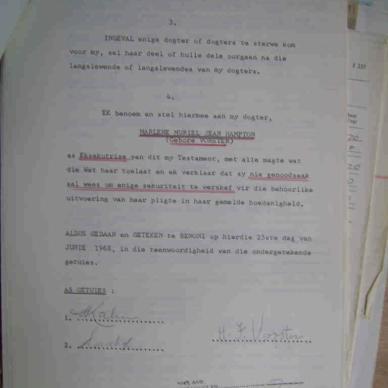 3.
INGEVAL enige dogter of dogters te sterwe kom
voor my, sal haar deel of hulle dele oorgaan na die
langslewende of langslewendes van my dogters.
4.
EK benoem en stel hiermee aan my dogter,
MARLENE MURIEL JEAN HAMPTON
(Gebore VORSTER)
as Eksekutrise van dit my Testament, met alle magte wat
die Wet haar toelaat en ek verklaar dat sy nie genoodsaak
sal wees om enige sekuriteit te verskaf vir die behoorlike
uitvoering van haar pligte in haar gemelde hoedanigheid.
ALDUS GEDAAN en GETEKEN te BENONI op hierdie 23ste dag van
JUNIE 1968, in die teenwoordigheid van die ondergetekende
getuies.
AS GETUIES :
1.
2.
H. J. Vorster